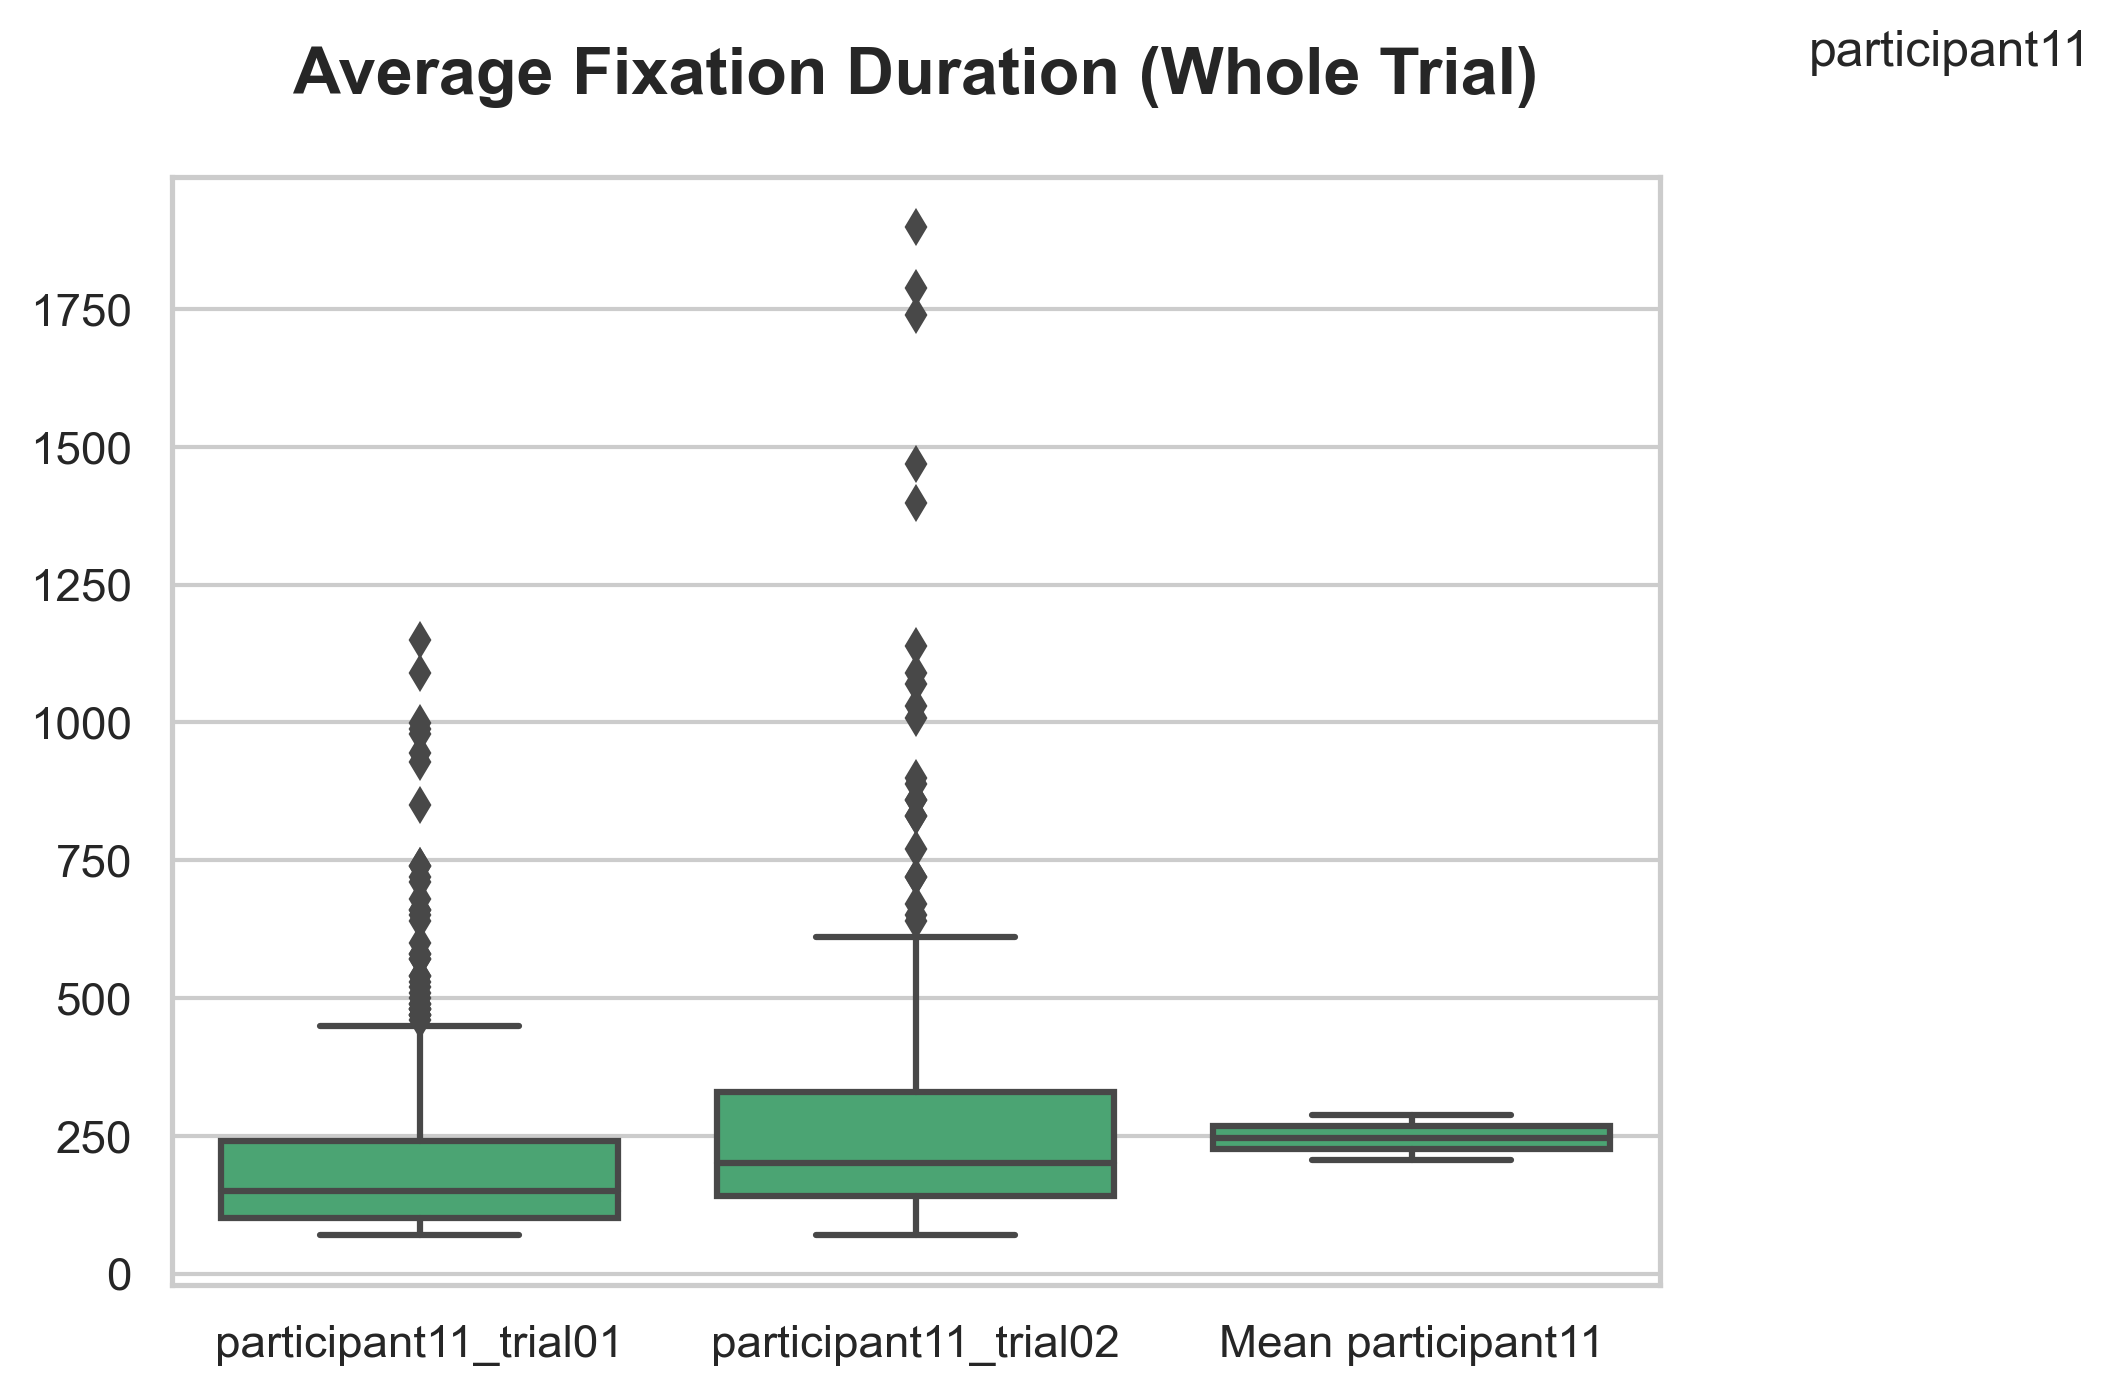 Average Fixation Duration (Whole Trial)
participant11
1750
1500
1250
1000
750
500
250
0
participant11_trial01
participant11_trial02
Mean participant11